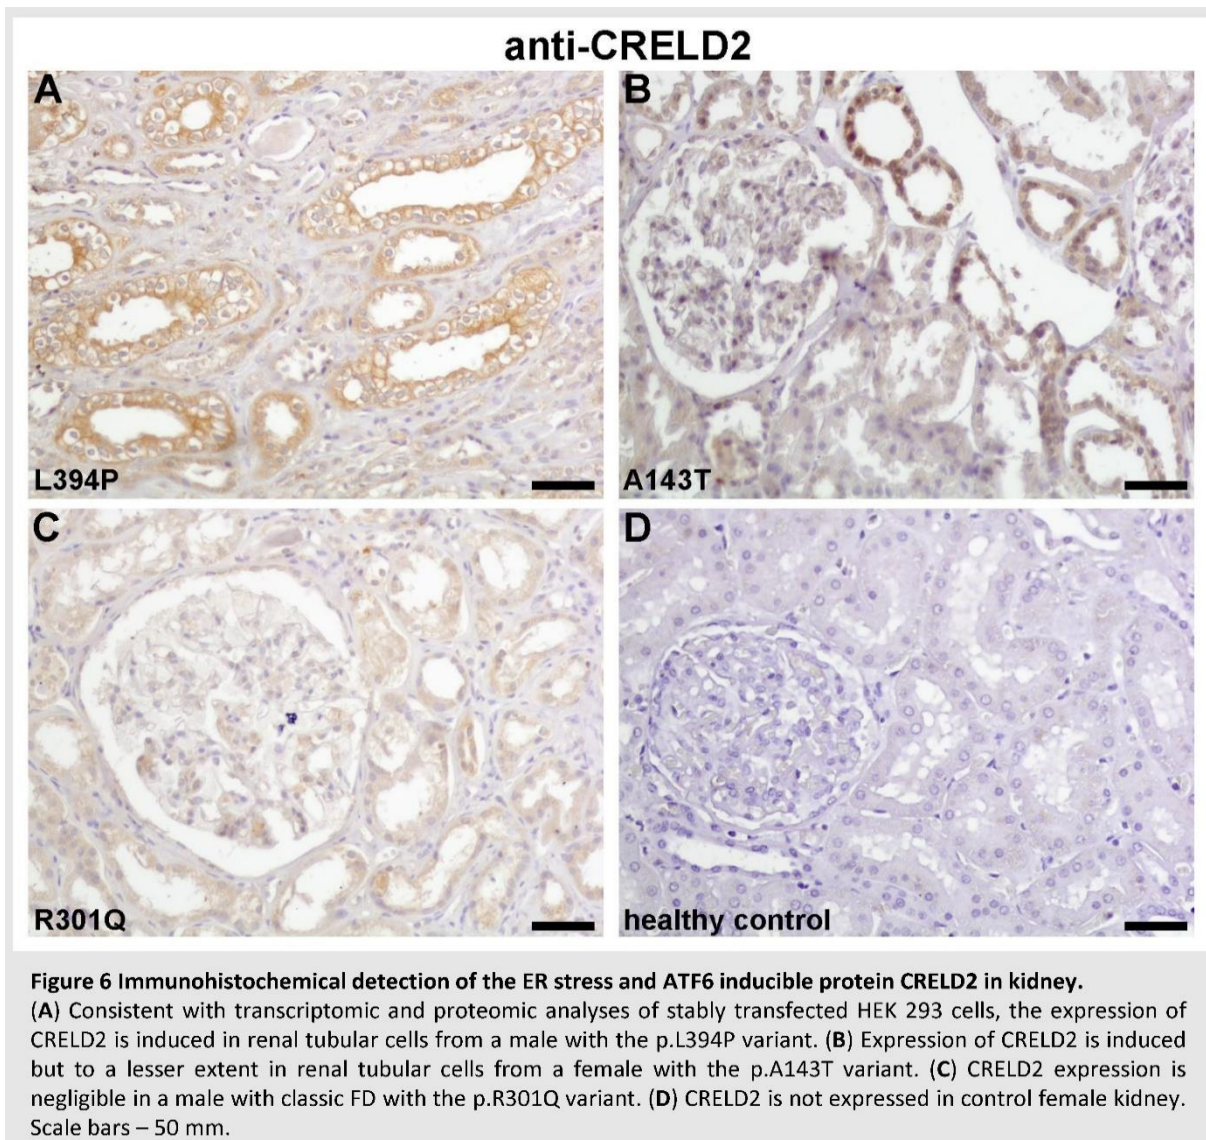 anti-CRELD2
A
B
L394P
A143T
C
D
R301Q
healthy control
Figure 6 Immunohistochemical detection of the ER stress and ATF6 inducible protein CRELD2 in kidney.
(A) Consistent with transcriptomic and proteomic analyses of stably transfected HEK 293 cells, the expression of
CRELD2 is induced in renal tubular cells from a male with the p.L394P variant. (B) Expression of CRELD2 is induced
but to a lesser extent in renal tubular cells from a female with the p.A143T variant. (C) CRELD2 expression is
negligible in a male with classic FD with the p.R301Q variant. (D) CRELD2 is not expressed in control female kidney.
Scale bars – 50 mm.